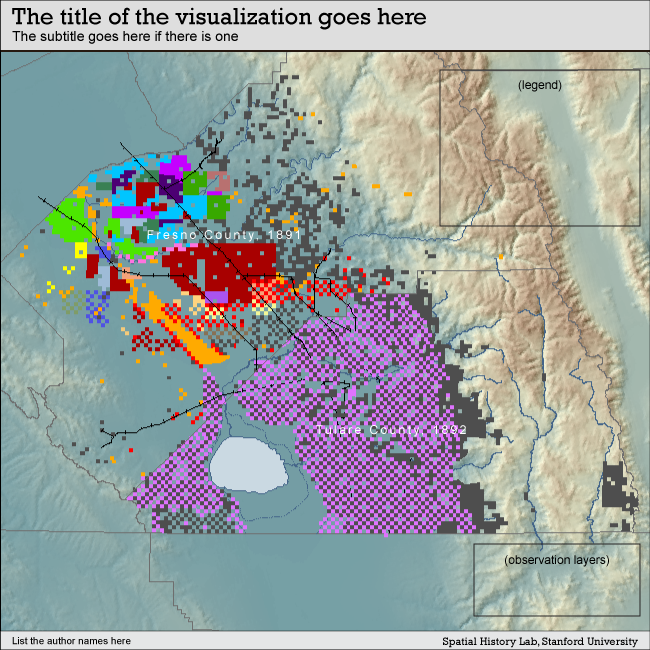 The title of the visualization goes here
The subtitle goes here if there is one
(legend)
Fresno County, 1891
Tulare County, 1892
(observation layers)
List the author names here
Spatial History Lab, Stanford University